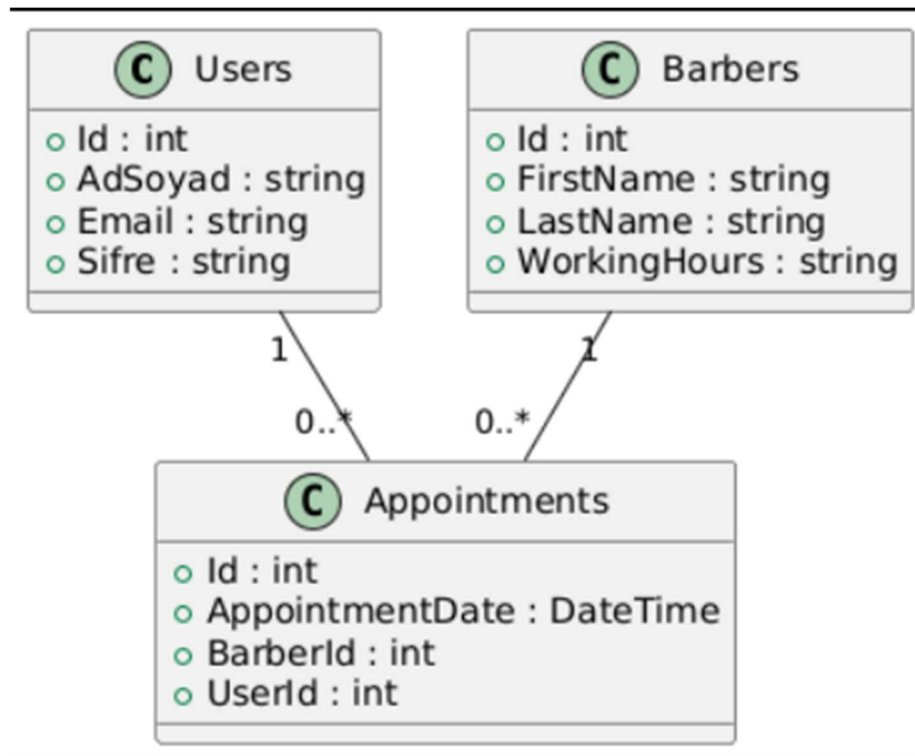 C Users
Id : int
AdSoyad : string
Email : string
Sifre : string
C Barbers
Id : int
FirstName : string
LastName : string
WorkingHours : string
1
0..*
1
0..*
C Appointments
Id : int
AppointmentDate : DateTime
BarberId : int
UserId : int